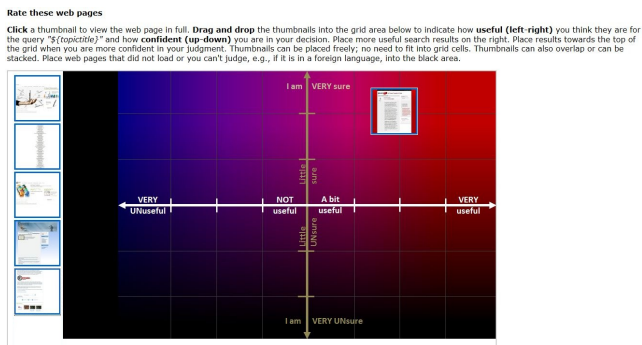 Rate these web pages
Click a thumbnail to view the web page in full. Drag and drop the thumbnails into the grid area below to indicate how useful (left-right) you think they are for
the query "${topictitle}" and how confident (up-down) you are in your decision. Place more useful search results on the right. Place results towards the top of
the grid when you are more confident in your judgment. Thumbnails can be placed freely; no need to fit into grid cells. Thumbnails can also overlap or can be
stacked. Place web pages that did not load or you can't judge, e.g., if it is in a foreign language, into the black area.
I am VERY sure
Little sure
VERY UNuseful
NOT useful
A bit useful
VERY useful
Little UNsure
I am VERY UNsure